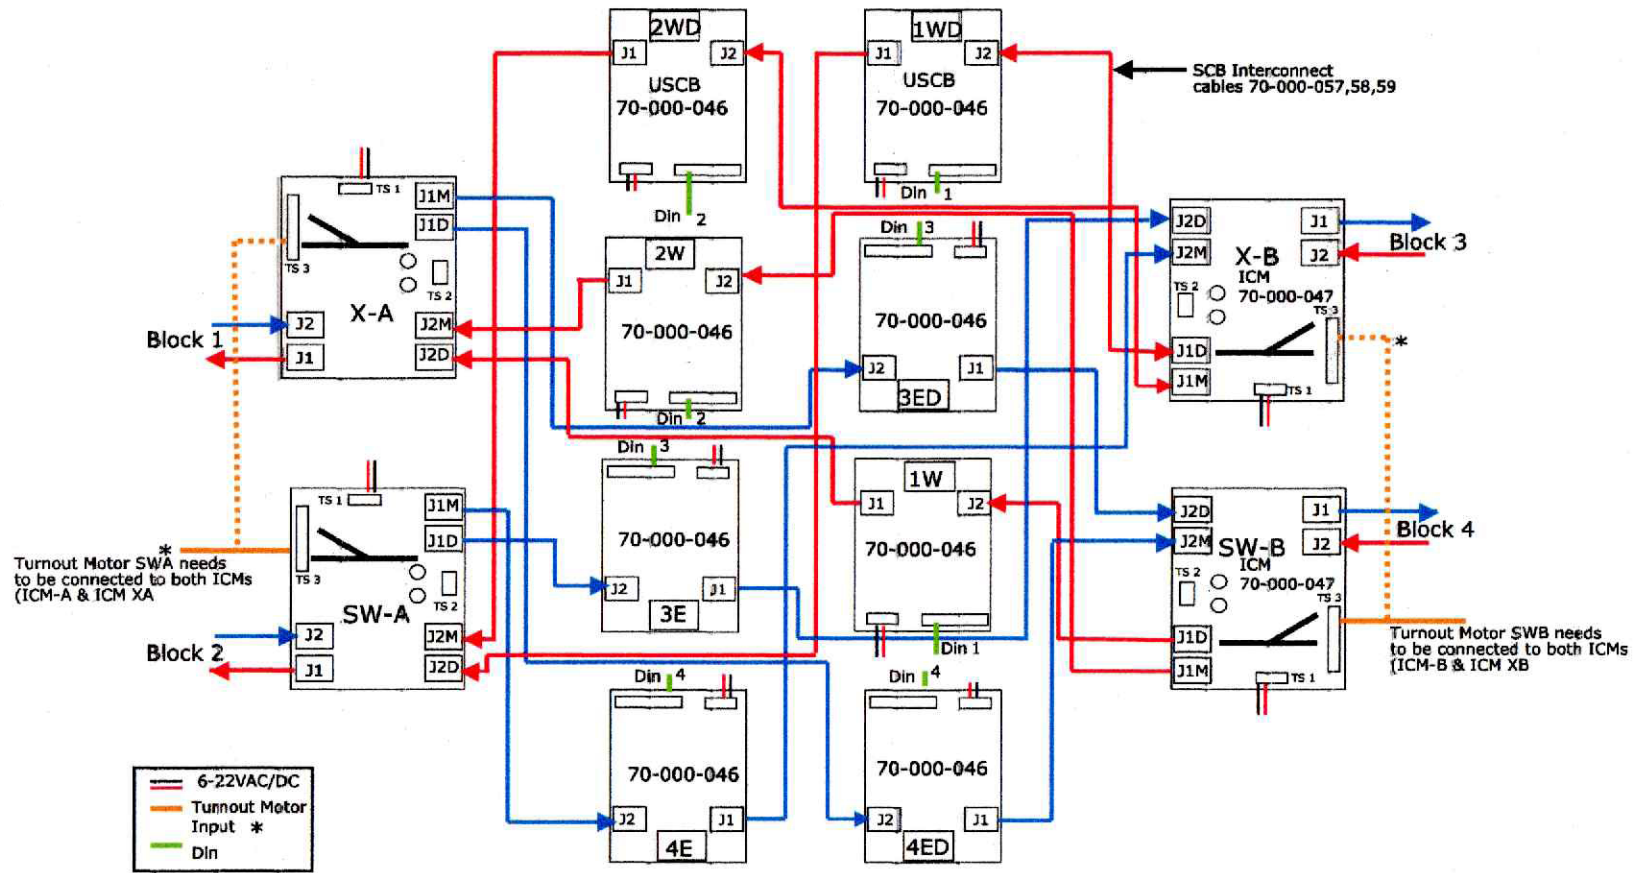 2WD
J1
J2
USCB
70-000-046
Din 2
1WD
J1
J2
USCB
70-000-046
Din 1
SCB Interconnect
cables 70-000-057,58,59
TS 1
J1M
J1D
TS 3
TS 2
X-A
J2
J2M
J1
J2D
Block 1
2W
J1
J2
70-000-046
Din 2
Din 3
70-000-046
J2
J1
3ED
J2D
J1
J2M
J2
X-B
ICM
70-000-047
TS 2
TS 3
J1D
J1M
TS 1
Block 3
*
TS 1
J1M
J1D
TS 3
TS 2
SW-A
J2
J2M
J1
J2D
Block 2
*
Turnout Motor SWA needs
to be connected to both ICMs
(ICM-A & ICM XA
Din 3
70-000-046
J2
J1
3E
1W
J1
J2
70-000-046
Din 1
J2D
J1
J2M
J2
SW-B
ICM
70-000-047
TS 2
TS 3
J1D
J1M
TS 1
Block 4
*
Turnout Motor SWB needs
to be connected to both ICMs
(ICM-B & ICM XB
Din 4
70-000-046
J2
J1
4E
Din 4
70-000-046
J2
J1
4ED
6-22VAC/DC
Turnout Motor
Input *
Din